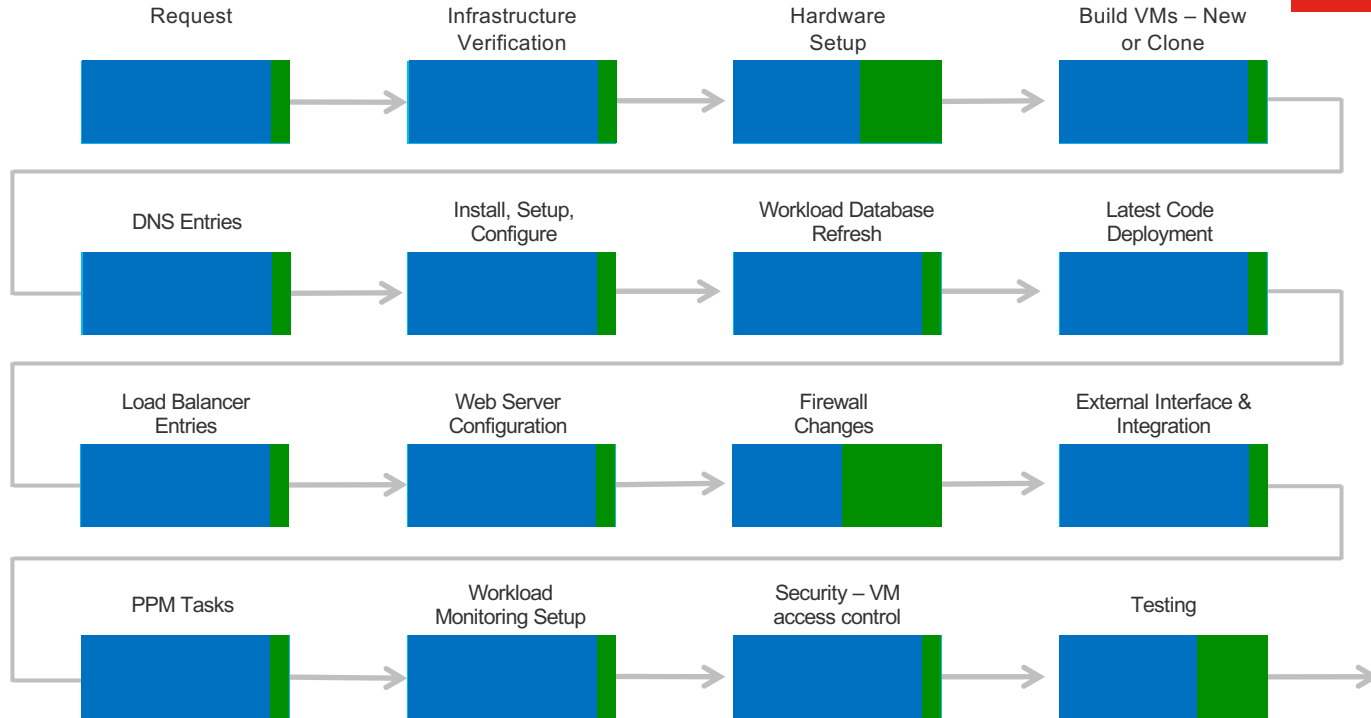 Request
Infrastructure
Verification
Hardware
Setup
Build VMs – New
or Clone
DNS Entries
Install, Setup,
Configure
Workload Database
Refresh
Latest Code
Deployment
Load Balancer
Entries
Web Server
Configuration
Firewall
Changes
External Interface &
Integration
PPM Tasks
Workload
Monitoring Setup
Security – VM
access control
Testing